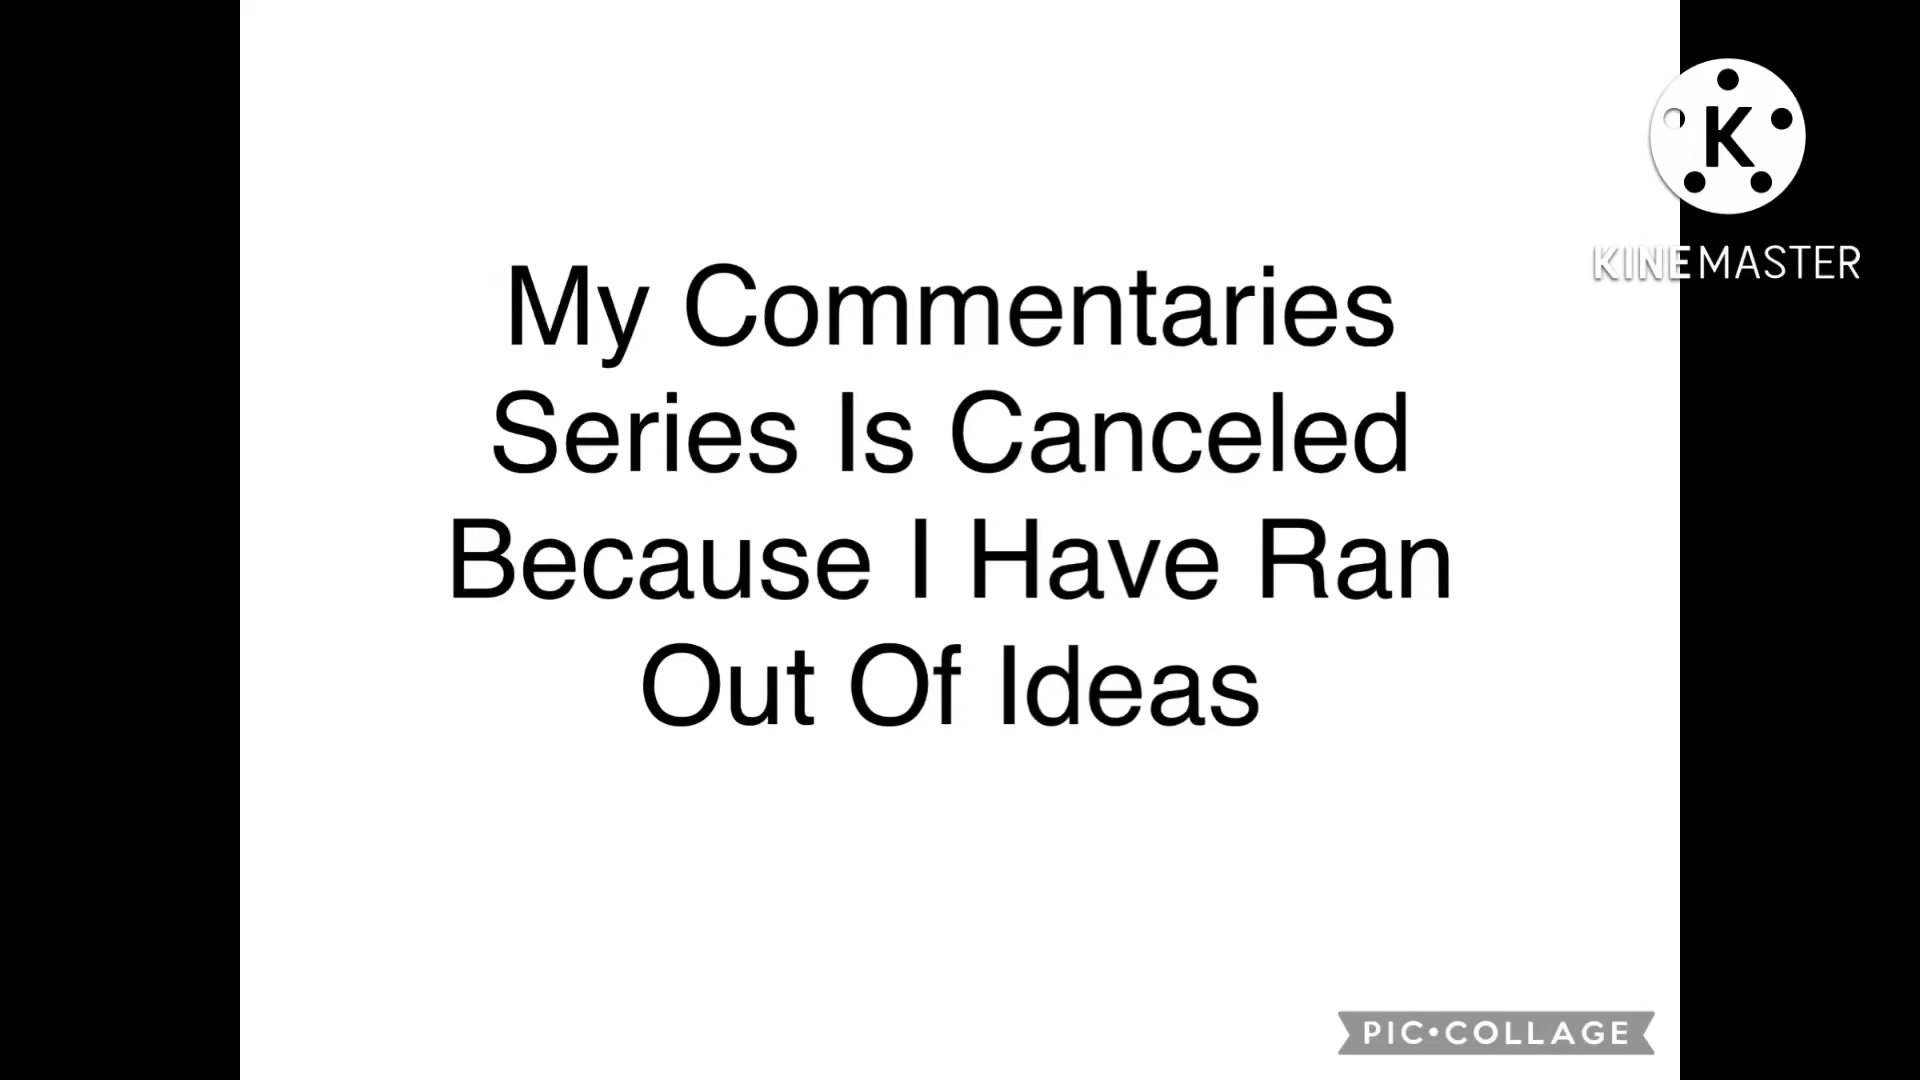 K
KINEMASTER
My Commentaries
Series Is Canceled
Because I Have Ran
Out Of Ideas
PIC•COLLAGE